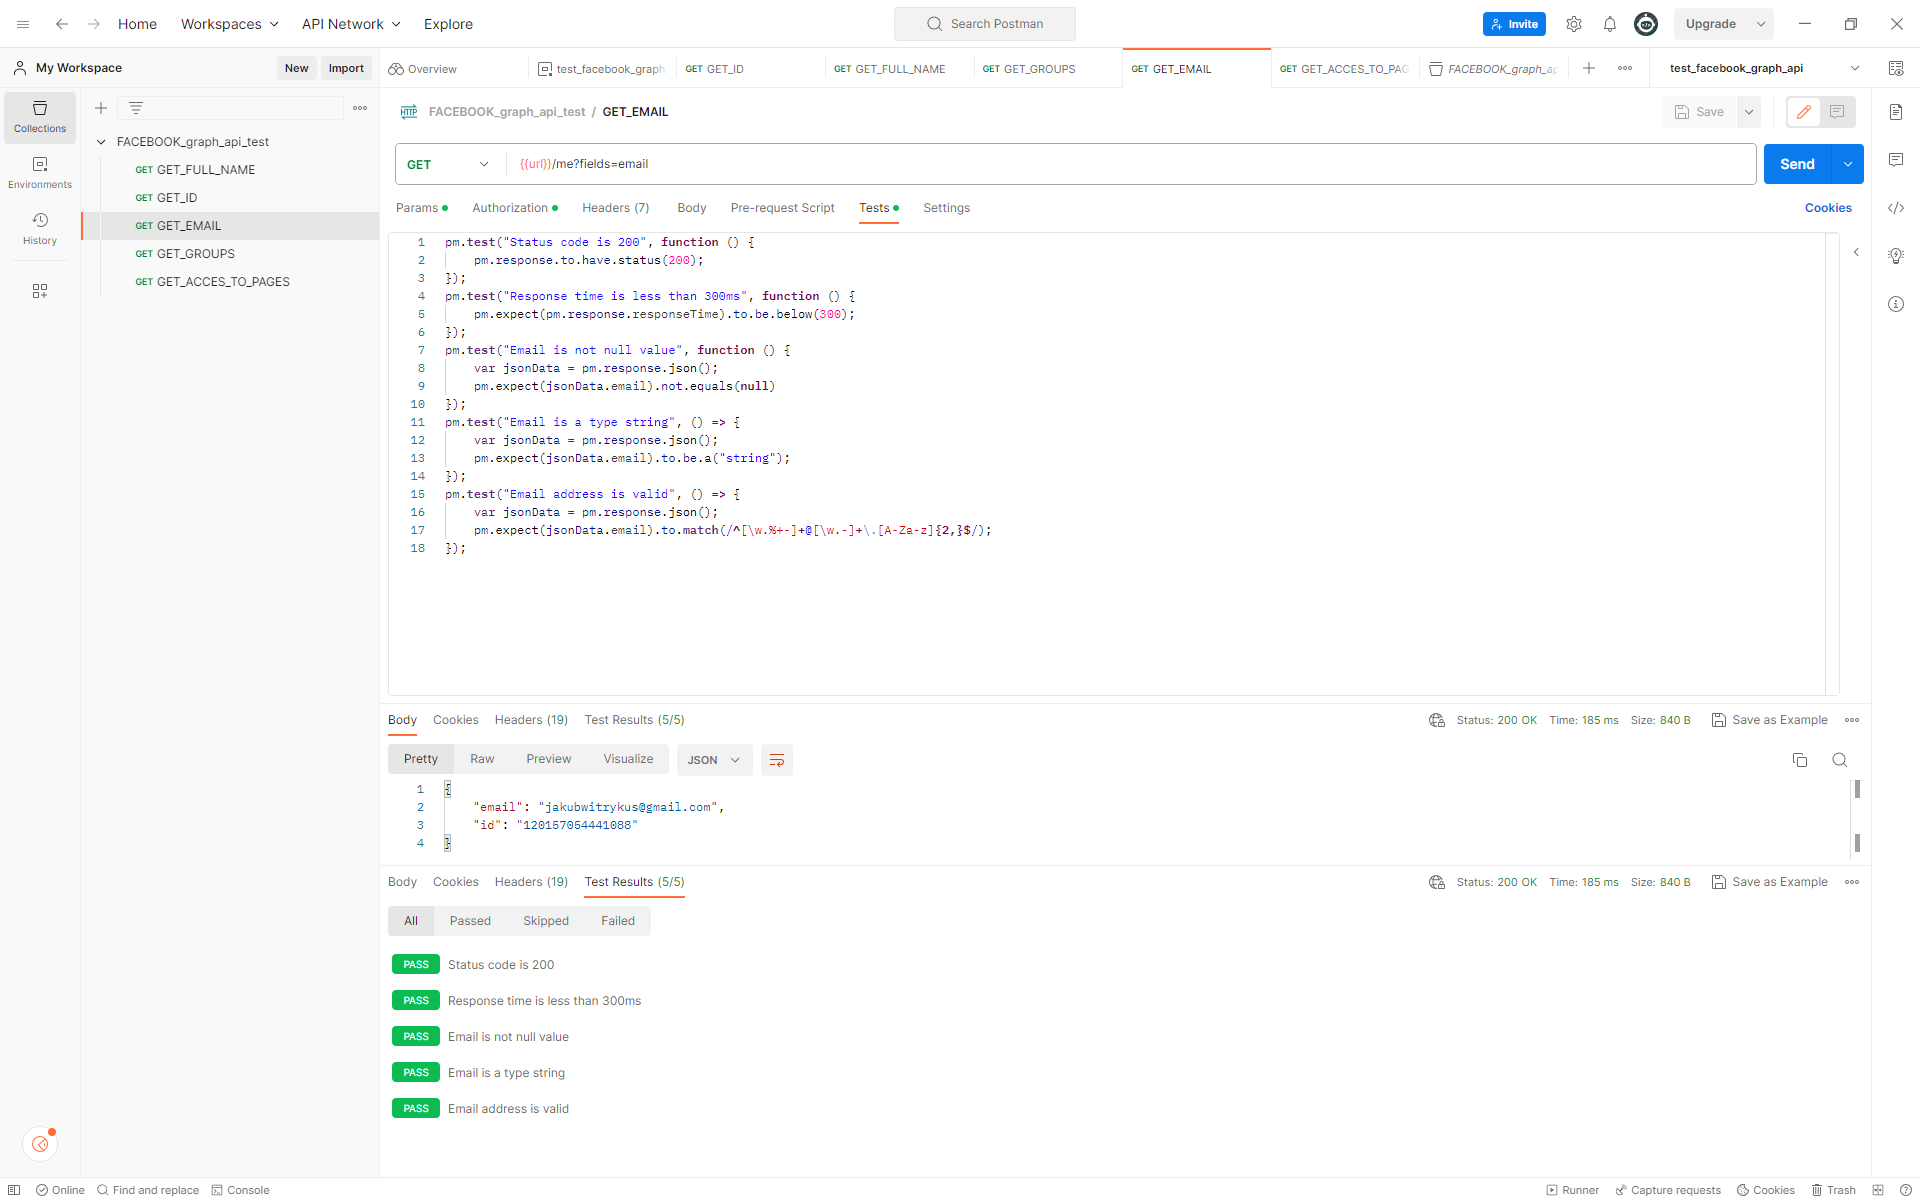 Home Workspaces API Network Explore Search Postman Invite Upgrade
My Workspace New Import Overview test_facebook_graph GET GET_ID GET GET_FULL_NAME GET GET_GROUPS GET GET_EMAIL GET GET_ACCES_TO_PAG FACEBOOK_graph_ap test_facebook_graph_api
Collections
Environments
History
FACEBOOK_graph_api_test
GET GET_FULL_NAME
GET GET_ID
GET GET_EMAIL
GET GET_GROUPS
GET GET_ACCES_TO_PAGES
HTTP FACEBOOK_graph_api_test / GET_EMAIL Save
GET {{url}}/me?fields=email Send
Params Authorization Headers (7) Body Pre-request Script Tests Settings Cookies
1 pm.test("Status code is 200", function () {
2 pm.response.to.have.status(200);
3 });
4 pm.test("Response time is less than 300ms", function () {
5 pm.expect(pm.response.responseTime).to.be.below(300);
6 });
7 pm.test("Email is not null value", function () {
8 var jsonData = pm.response.json();
9 pm.expect(jsonData.email).not.equals(null)
10 });
11 pm.test("Email is a type string", () => {
12 var jsonData = pm.response.json();
13 pm.expect(jsonData.email).to.be.a("string");
14 });
15 pm.test("Email address is valid", () => {
16 var jsonData = pm.response.json();
17 pm.expect(jsonData.email).to.match(/^[\w.%+-]+@[\w.-]+\.[A-Za-z]{2,}$/);
18 });
Body Cookies Headers (19) Test Results (5/5) Status: 200 OK Time: 185 ms Size: 840 B Save as Example
Pretty Raw Preview Visualize JSON
1 {
2 "email": "jakubwitrykus@gmail.com",
3 "id": "120157054441088"
4 }
Body Cookies Headers (19) Test Results (5/5) Status: 200 OK Time: 185 ms Size: 840 B Save as Example
All Passed Skipped Failed
PASS Status code is 200
PASS Response time is less than 300ms
PASS Email is not null value
PASS Email is a type string
PASS Email address is valid
Online Find and replace Console Runner Capture requests Cookies Trash